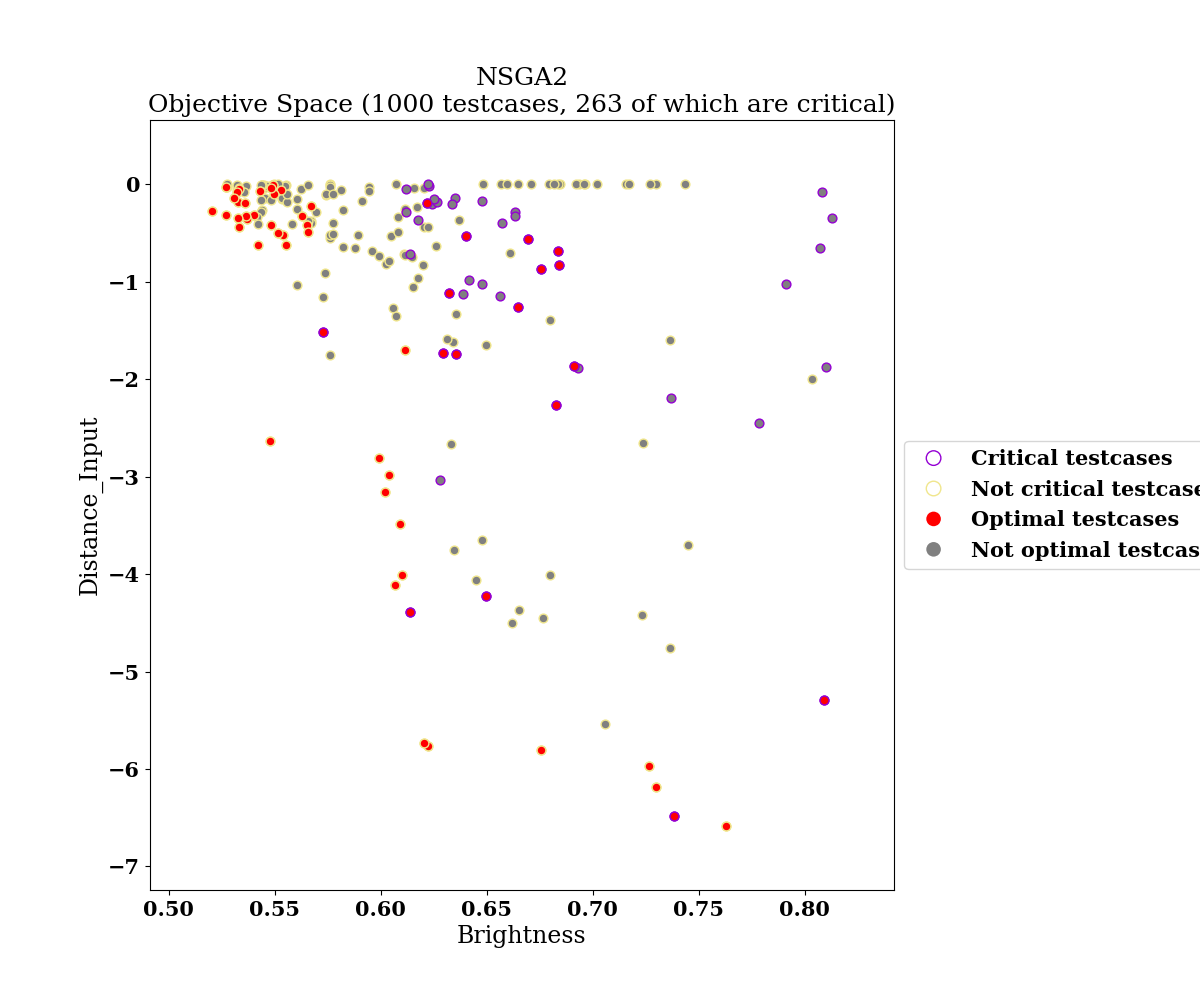 NSGA2
Objective Space (1000 testcases, 263 of which are critical)
0
−1
−2
−3
−4
−5
−6
−7
Distance_Input
0.50 0.55 0.60 0.65 0.70 0.75 0.80
Brightness
Critical testcases
Not critical testcase
Optimal testcases
Not optimal testcas